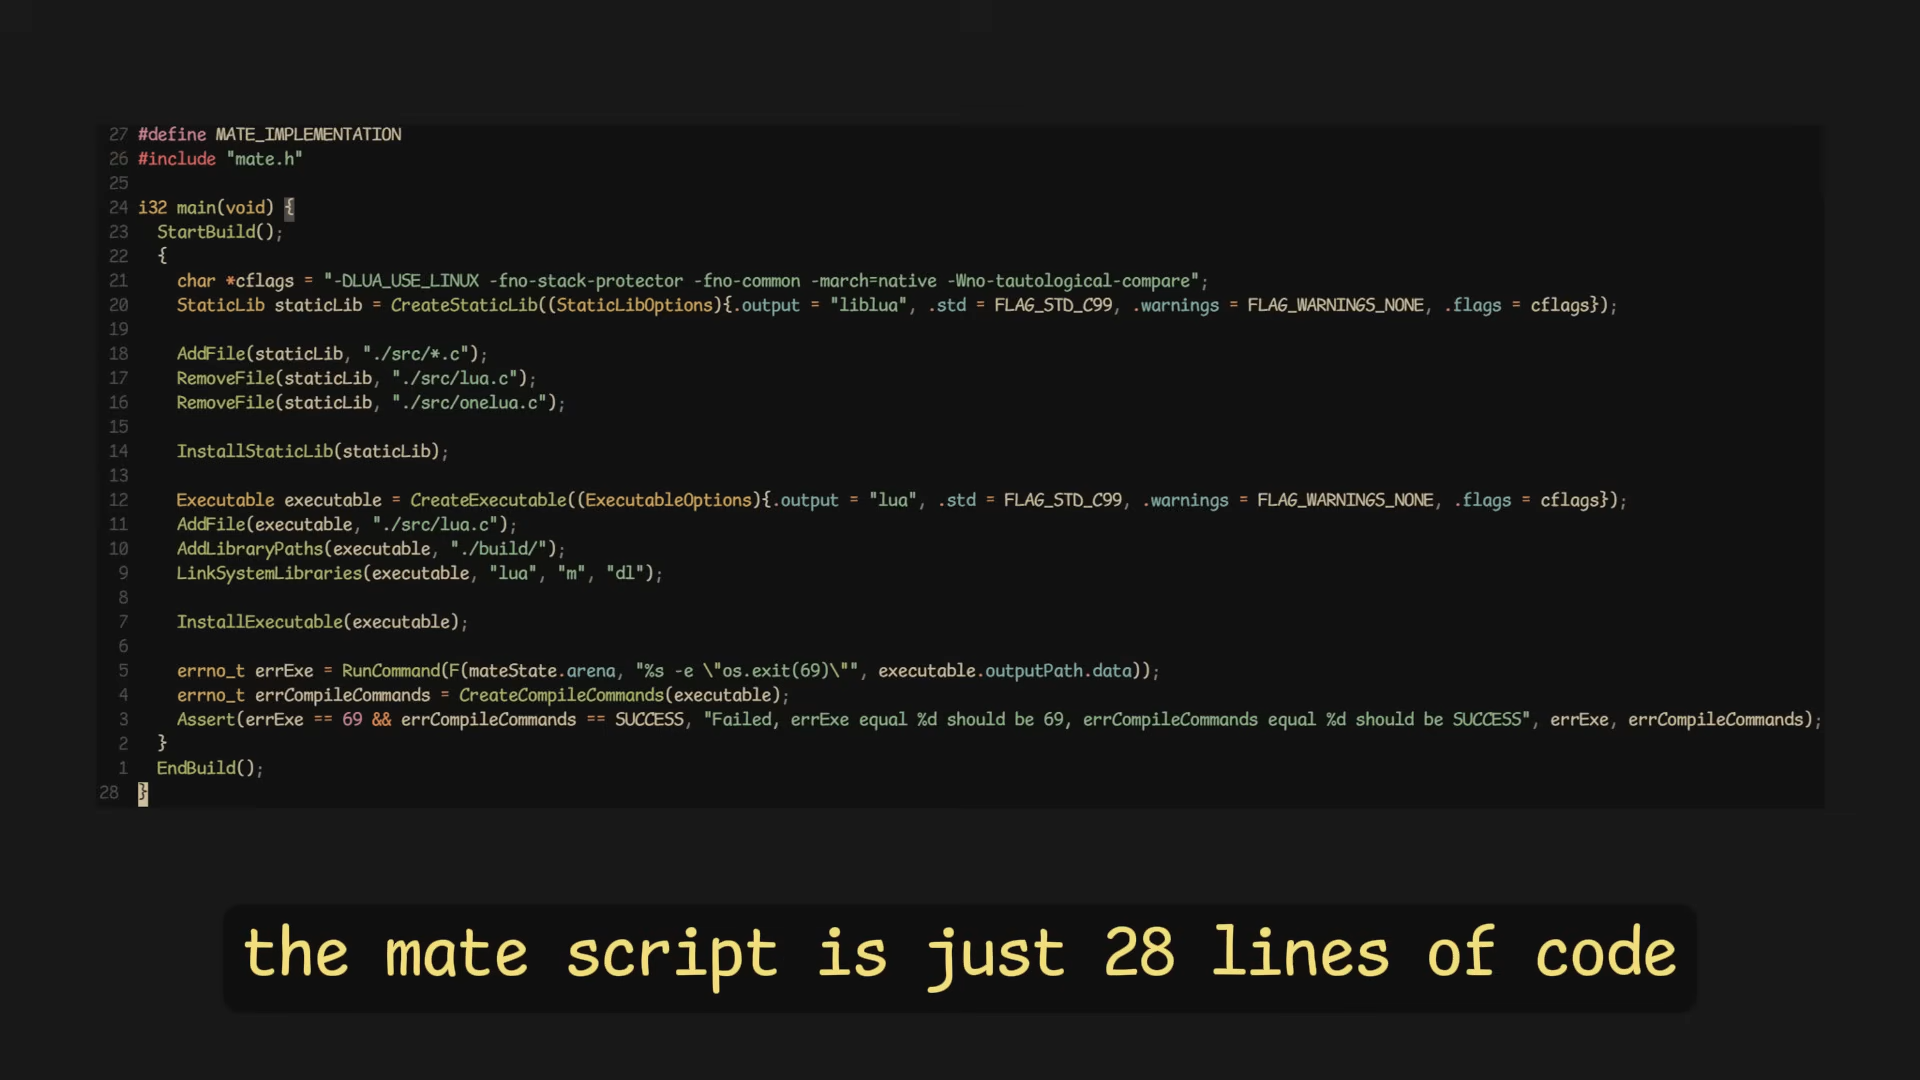 27 #define MATE_IMPLEMENTATION
26 #include "mate.h"
25
24 i32 main(void) {
23   StartBuild();
22   {
21     char *cflags = "-DLUA_USE_LINUX -fno-stack-protector -fno-common -march=native -Wno-tautological-compare";
20     StaticLib staticLib = CreateStaticLib((StaticLibOptions){.output = "liblua", .std = FLAG_STD_C99, .warnings = FLAG_WARNINGS_NONE, .flags = cflags});
19
18     AddFile(staticLib, "./src/*.c");
17     RemoveFile(staticLib, "./src/lua.c");
16     RemoveFile(staticLib, "./src/onelua.c");
15
14     InstallStaticLib(staticLib);
13
12     Executable executable = CreateExecutable((ExecutableOptions){.output = "lua", .std = FLAG_STD_C99, .warnings = FLAG_WARNINGS_NONE, .flags = cflags});
11     AddFile(executable, "./src/lua.c");
10     AddLibraryPaths(executable, "./build/");
9     LinkSystemLibraries(executable, "lua", "m", "dl");
8
7     InstallExecutable(executable);
6
5     errno_t errExe = RunCommand(F(mateState.arena, "%s -e \"os.exit(69)\"", executable.outputPath.data));
4     errno_t errCompileCommands = CreateCompileCommands(executable);
3     Assert(errExe == 69 && errCompileCommands == SUCCESS, "Failed, errExe equal %d should be 69, errCompileCommands equal %d should be SUCCESS", errExe, errCompileCommands);
2   }
1   EndBuild();
28 }
the mate script is just 28 lines of code